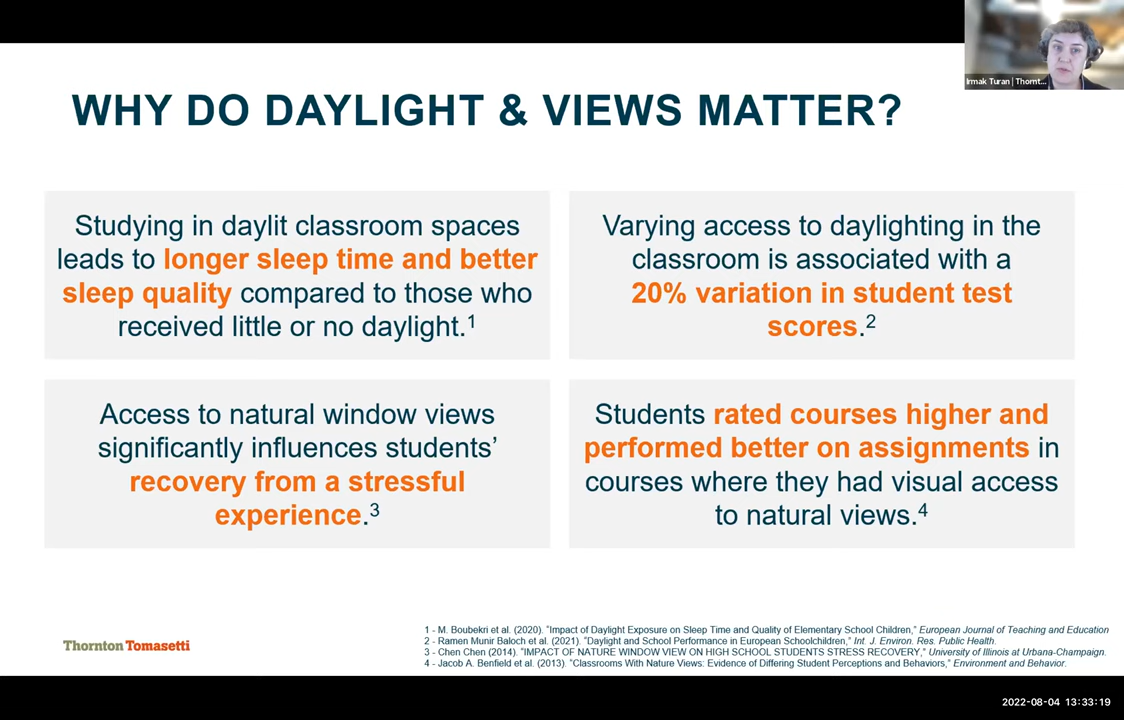 Irmak Turan | Thornt...
WHY DO DAYLIGHT & VIEWS MATTER?
Studying in daylit classroom spaces
leads to longer sleep time and better
sleep quality compared to those who
received little or no daylight.1
Varying access to daylighting in the
classroom is associated with a
20% variation in student test
scores.2
Access to natural window views
significantly influences students’
recovery from a stressful
experience.3
Students rated courses higher and
performed better on assignments in
courses where they had visual access
to natural views.4
Thornton Tomasetti
1 - M. Boubekri et al. (2020). “Impact of Daylight Exposure on Sleep Time and Quality of Elementary School Children,” European Journal of Teaching and Education
2 - Ramen Munir Baloch et al. (2021). “Daylight and School Performance in European Schoolchildren,” Int. J. Environ. Res. Public Health.
3 - Chen Chen (2014). “IMPACT OF NATURE WINDOW VIEW ON HIGH SCHOOL STUDENTS STRESS RECOVERY,” University of Illinois at Urbana-Champaign.
4 - Jacob A. Benfield et al. (2013). “Classrooms With Nature Views: Evidence of Differing Student Perceptions and Behaviors,” Environment and Behavior.
2022-08-04 13:33:19